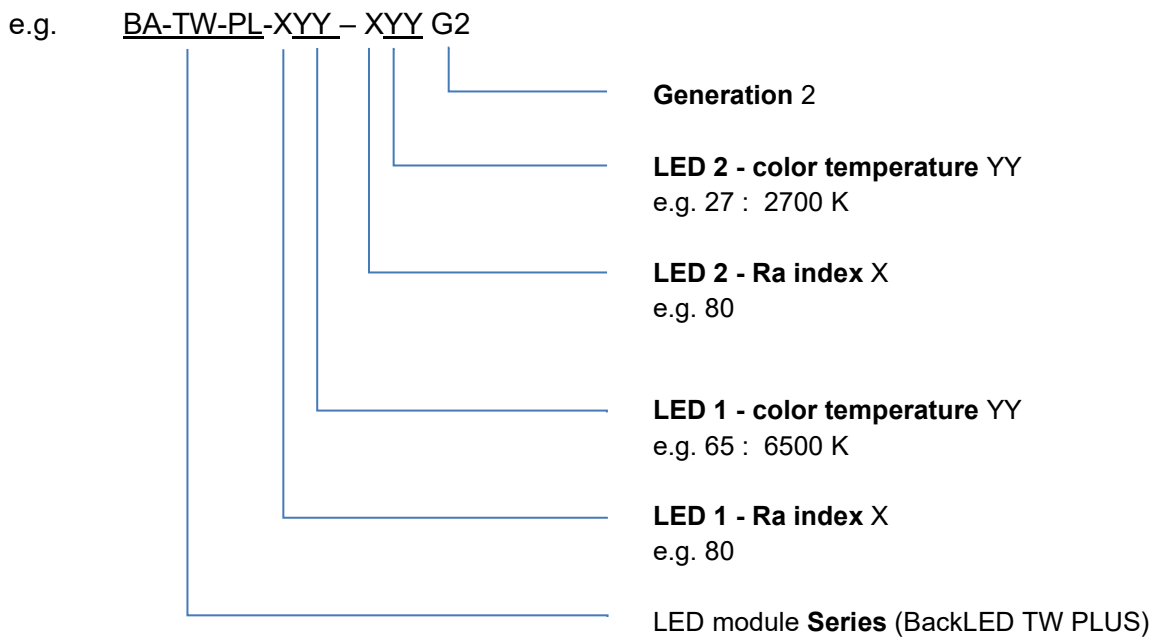 e.g. BA-TW-PL-XYY – XYY G2
Generation 2
LED 2 - color temperature YY
e.g. 27 : 2700 K
LED 2 - Ra index X
e.g. 80
LED 1 - color temperature YY
e.g. 65 : 6500 K
LED 1 - Ra index X
e.g. 80
LED module Series (BackLED TW PLUS)